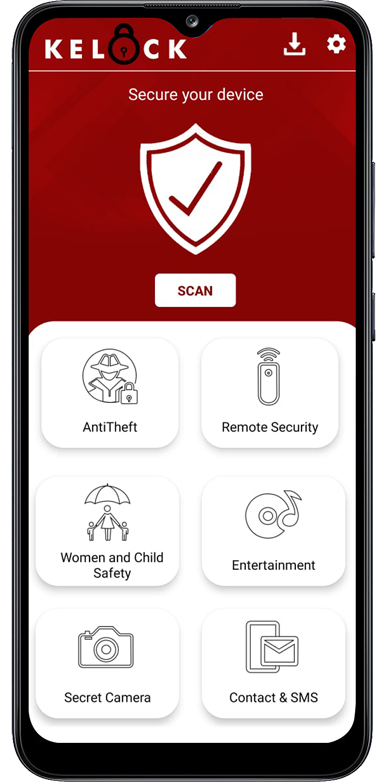 KELOCK
Secure your device
SCAN
AntiTheft
Remote Security
Women and Child
Safety
Entertainment
Secret Camera
Contact & SMS